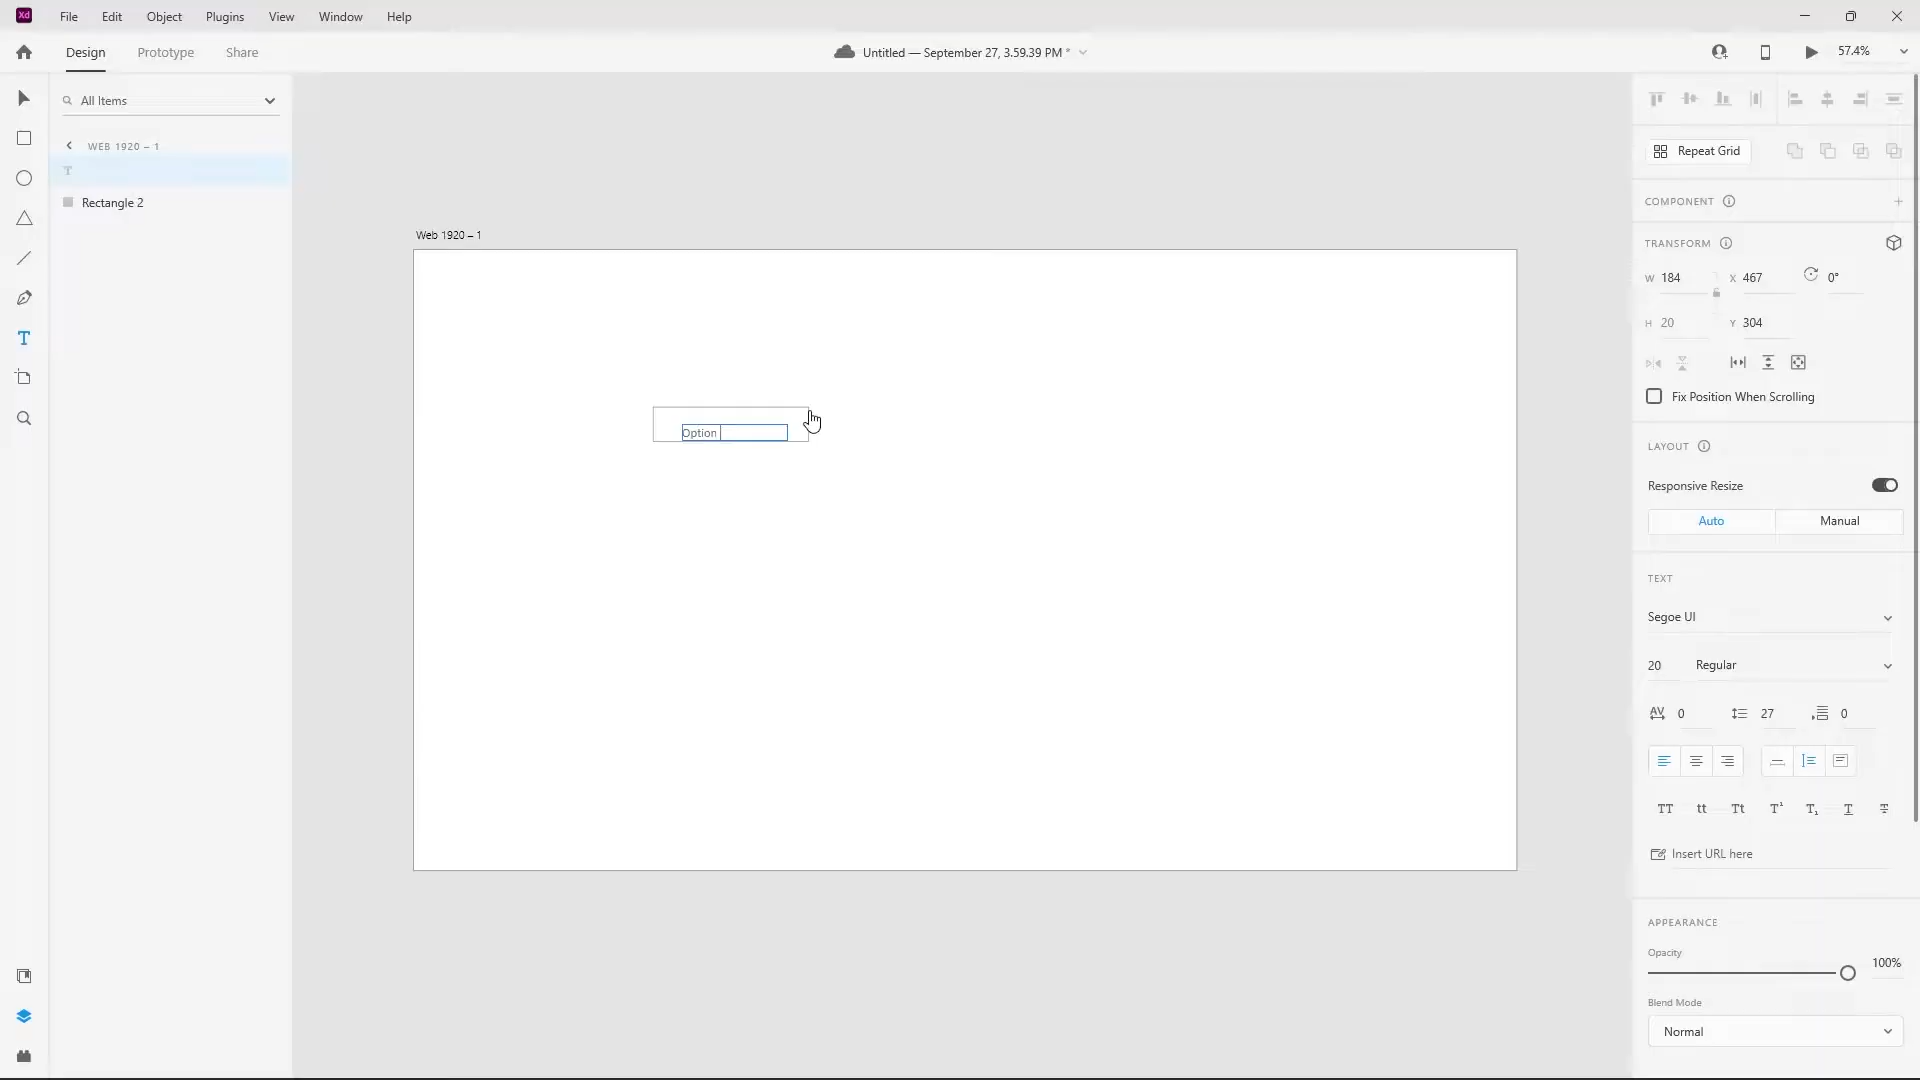 Xd File Edit Object Plugins View Window Help
Design Prototype Share Untitled — September 27, 3.59.39 PM * 57.4%
All Items
WEB 1920 – 1
T
Rectangle 2
Web 1920 – 1
Option
Repeat Grid
COMPONENT
TRANSFORM
W 184 X 467 0°
H 20 Y 304
Fix Position When Scrolling
LAYOUT
Responsive Resize
Auto Manual
TEXT
Segoe UI
20 Regular
AV 0 27 0
TT tt Tt T¹ T, T T
Insert URL here
APPEARANCE
Opacity
100%
Blend Mode
Normal